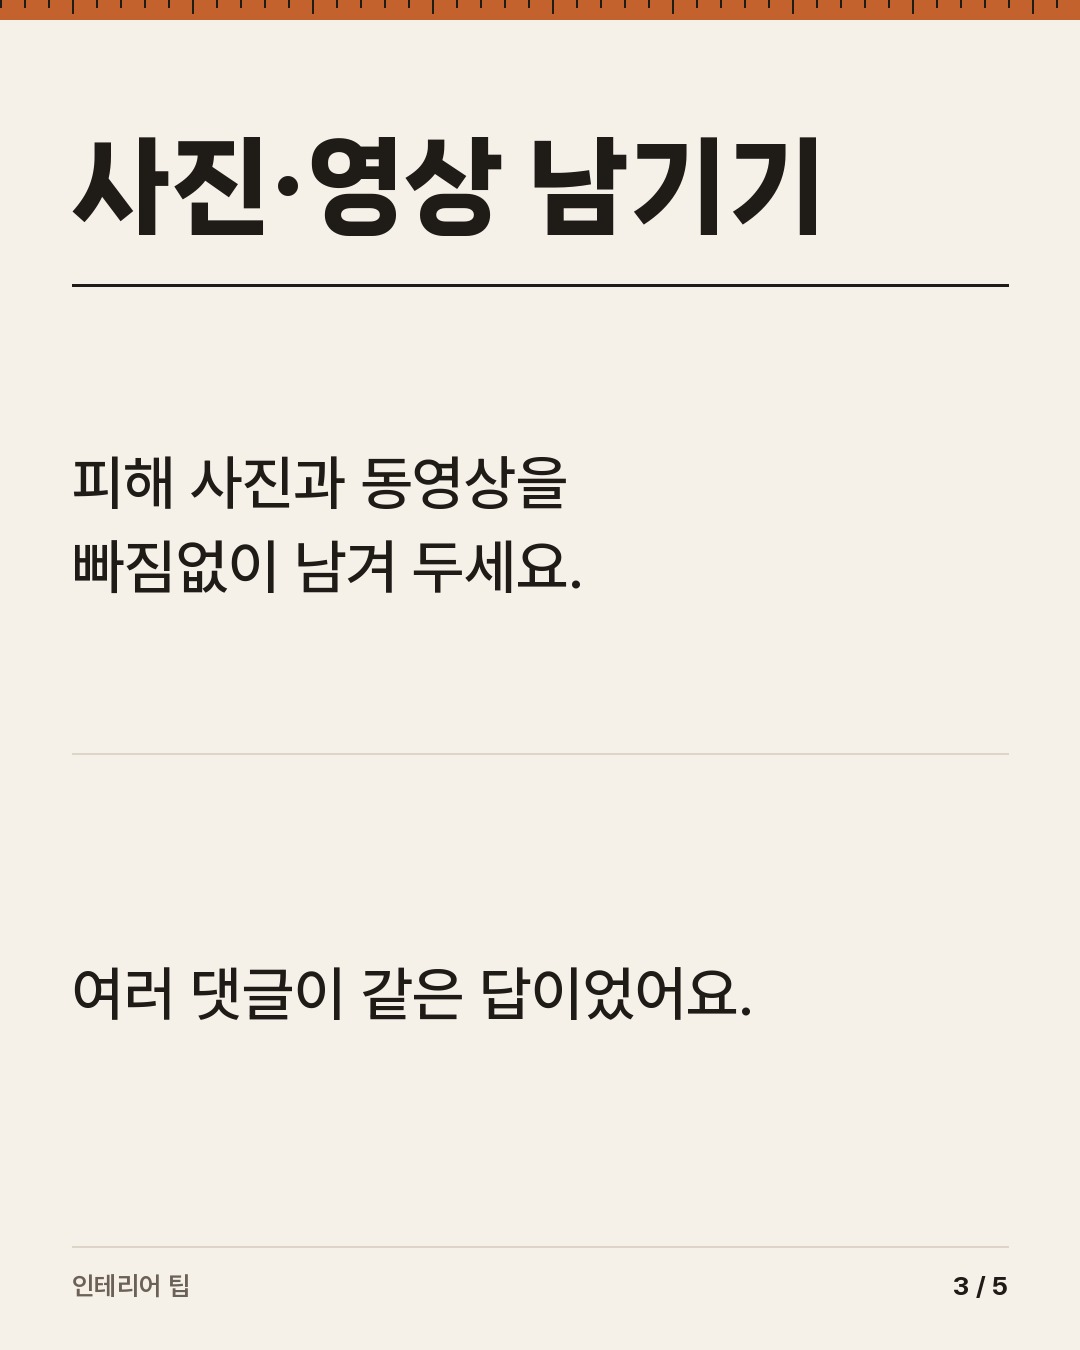 사진·영상 남기기
피해 사진과 동영상을
빠짐없이 남겨 두세요.
여러 댓글이 같은 답이었어요.
인테리어 팁
3 / 5